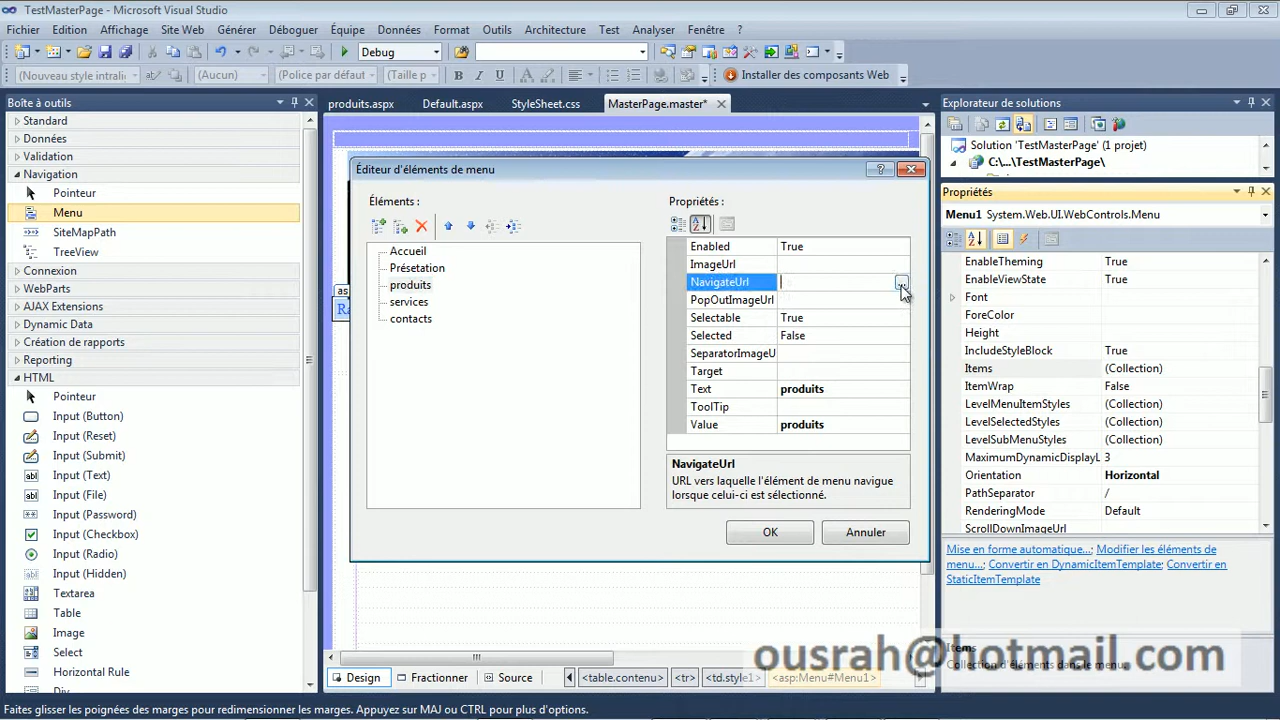 TestMasterPage - Microsoft Visual Studio
Fichier Edition Affichage Site Web Générer Déboguer Équipe Données Format Outils Architecture Test Analyser Fenêtre ?
Debug
(Nouveau style intralig (Aucun) (Police par défaut (Taille p B I U A Installer des composants Web
Boîte à outils
Standard
Données
Validation
Navigation
Pointeur
Menu
SiteMapPath
TreeView
Connexion
WebParts
AJAX Extensions
Dynamic Data
Création de rapports
Reporting
HTML
Pointeur
Input (Button)
Input (Reset)
Input (Submit)
Input (Text)
Input (File)
Input (Password)
Input (Checkbox)
Input (Radio)
Input (Hidden)
Textarea
Table
Image
Select
Horizontal Rule
Div
produits.aspx Default.aspx StyleSheet.css MasterPage.master*
as
Éditeur d'éléments de menu
Éléments :
Accueil
Présetation
produits
services
contacts
Propriétés :
Enabled True
ImageUrl
NavigateUrl
PopOutImageUrl
Selectable True
Selected False
SeparatorImageU
Target
Text produits
ToolTip
Value produits
NavigateUrl
URL vers laquelle l'élément de menu navigue
lorsque celui-ci est sélectionné.
OK Annuler
Design Fractionner Source <table.contenu> <tr> <td.style1> <asp:Menu#Menu1>
Explorateur de solutions
Solution 'TestMasterPage' (1 projet)
C:\...\TestMasterPage\
Propriétés
Menu1 System.Web.UI.WebControls.Menu
EnableTheming True
EnableViewState True
Font
ForeColor
Height
IncludeStyleBlock True
Items (Collection)
ItemWrap False
LevelMenuItemStyles (Collection)
LevelSelectedStyles (Collection)
LevelSubMenuStyles (Collection)
MaximumDynamicDisplayL 3
Orientation Horizontal
PathSeparator /
RenderingMode Default
ScrollDownImageUrl
Mise en forme automatique...; Modifier les éléments de
menu...; Convertir en DynamicItemTemplate; Convertir en
StaticItemTemplate
Items
Collection d'éléments dans le menu.
ousrah@hotmail.com
Faites glisser les poignées des marges pour redimensionner les marges. Appuyez sur MAJ ou CTRL pour plus d'options.